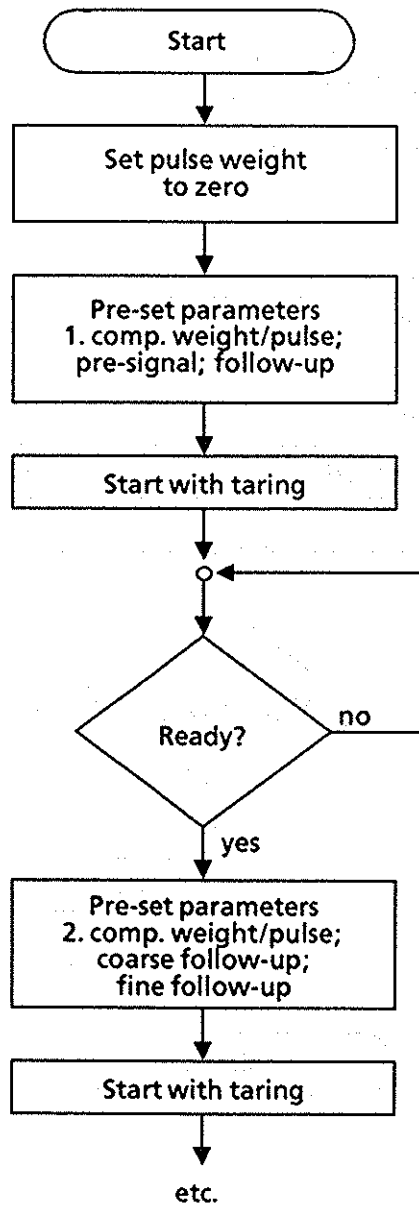 Start
Set pulse weight
to zero
Pre-set parameters
1. comp. weight/pulse;
pre-signal; follow-up
Start with taring
Ready?
no
yes
Pre-set parameters
2. comp. weight/pulse;
coarse follow-up;
fine follow-up
Start with taring
etc.